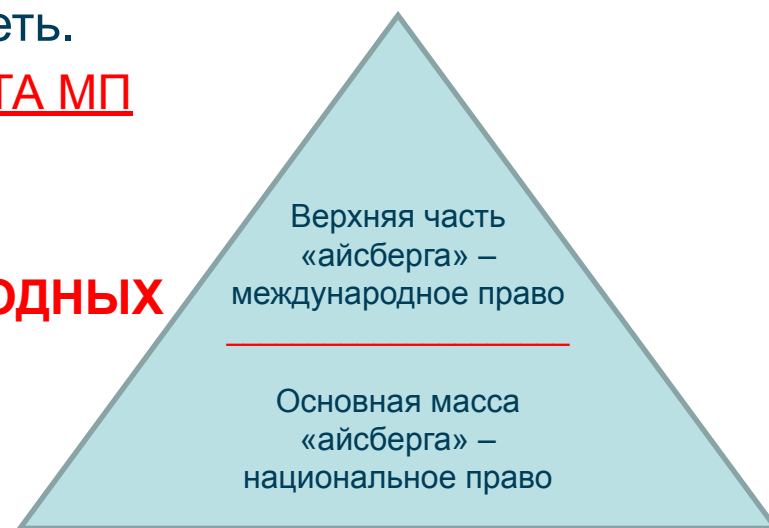 еть.
ТА МП
Верхняя часть
«айсберга» –
международное право
ОДНЫХ
Основная масса
«айсберга» –
национальное право